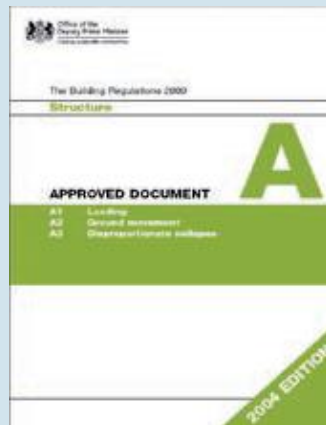 Office of the
Deputy Prime Minister
The Building Regulations 2000
Structure
A
APPROVED DOCUMENT
A1 Loading
A2 Ground movement
A3 Disproportionate collapse
2004 EDITION